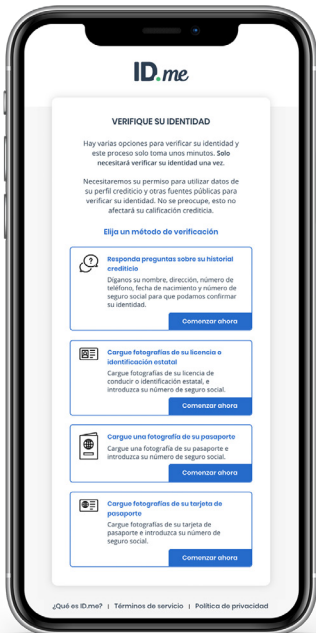 ID.me
VERIFIQUE SU IDENTIDAD
Hay varias opciones para verificar su identidad y
este proceso solo toma unos minutos. Solo
necesitará verificar su identidad una vez.
Necesitaremos su permiso para utilizar datos de
su perfil crediticio y otras fuentes públicas para
verificar su identidad. No se preocupe, esto no
afectará su calificación crediticia.
Elija un método de verificación
Responda preguntas sobre su historial
crediticio
Díganos su nombre, dirección, número de
teléfono, fecha de nacimiento y número de
seguro social para que podamos confirmar
su identidad.
Comenzar ahora
Cargue fotografías de su licencia o
identificación estatal
Cargue fotografías de su licencia de
conducir o identificación estatal, e
introduzca su número de seguro social.
Comenzar ahora
Cargue una fotografía de su pasaporte
Cargue una fotografía de su pasaporte e
introduzca su número de seguro social.
Comenzar ahora
Cargue fotografías de su tarjeta de
pasaporte
Cargue fotografías de su tarjeta de
pasaporte e introduzca su número de
seguro social.
Comenzar ahora
¿Qué es ID.me? | Términos de servicio | Política de privacidad